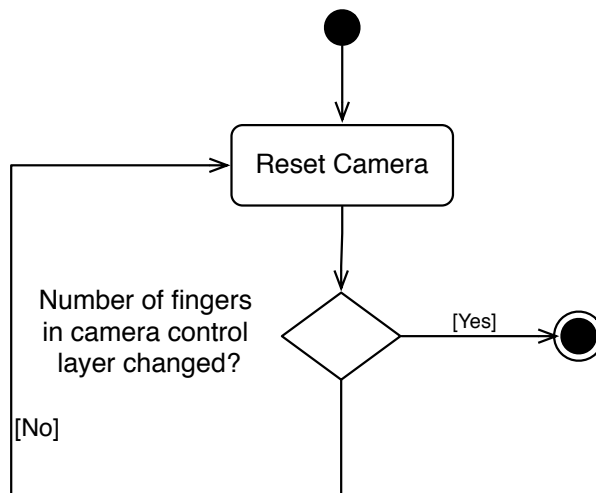 Reset Camera
Number of fingers
in camera control
layer changed?
[Yes]
[No]